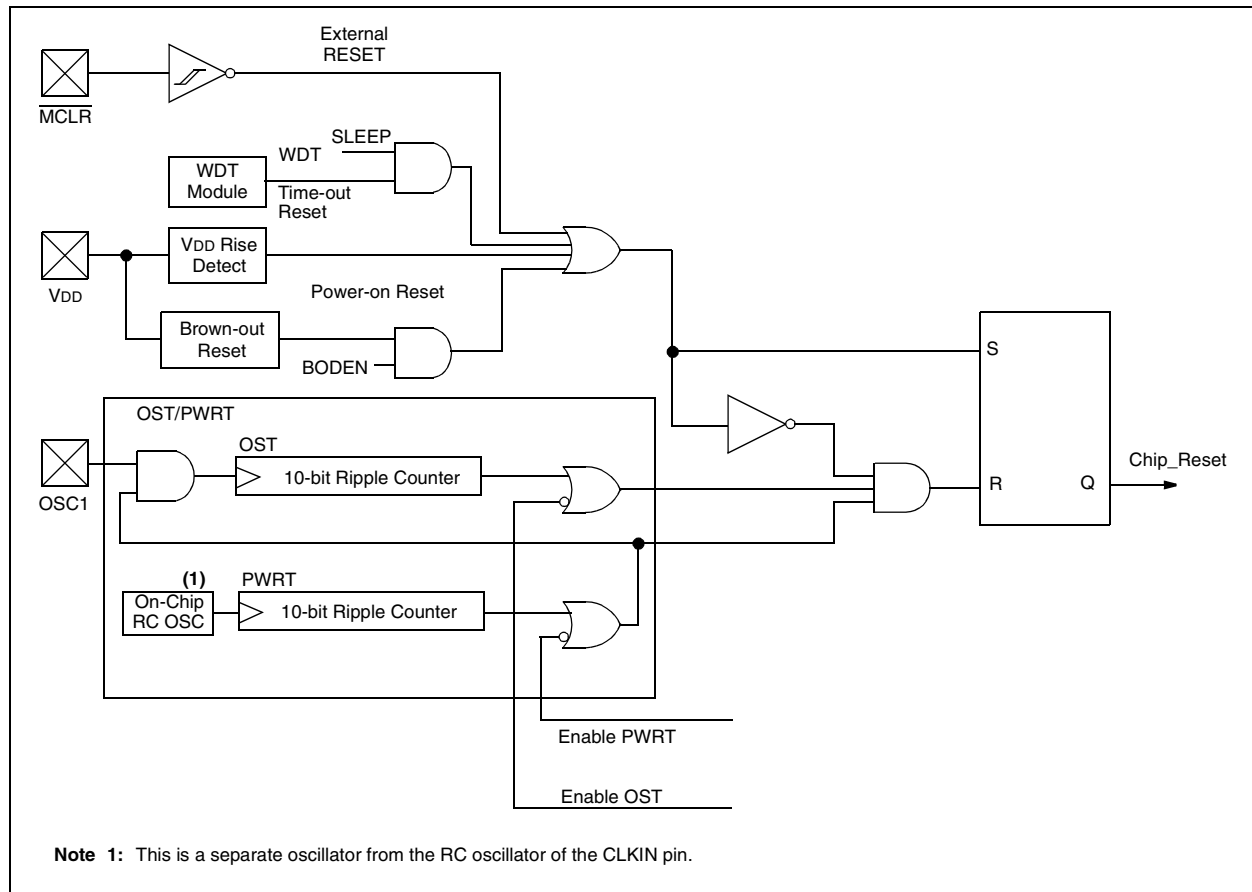 External
RESET
MCLR
SLEEP
WDT
WDT
Module
Time-out
Reset
VDD Rise
Detect
VDD
Power-on Reset
Brown-out
Reset
BODEN
S
OST/PWRT
OST
10-bit Ripple Counter
OSC1
Chip_Reset
R
Q
(1)
PWRT
On-Chip
RC OSC
10-bit Ripple Counter
Enable PWRT
Enable OST
Note 1: This is a separate oscillator from the RC oscillator of the CLKIN pin.